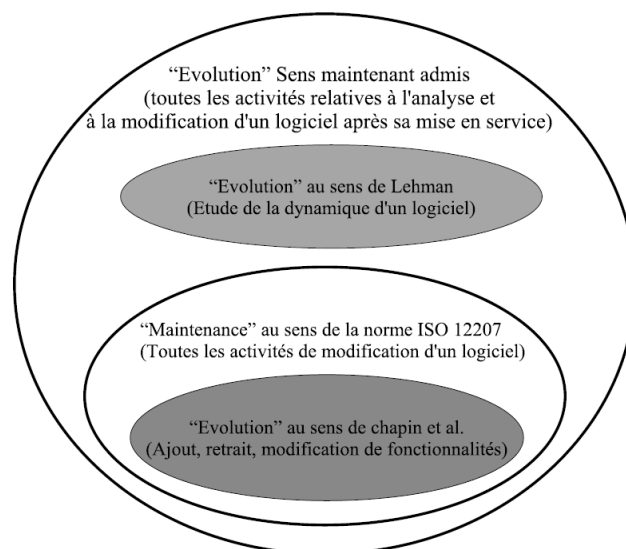 “Evolution” Sens maintenant admis
(toutes les activités relatives à l'analyse et
à la modification d'un logiciel après sa mise en service)
“Evolution” au sens de Lehman
(Etude de la dynamique d'un logiciel)
“Maintenance” au sens de la norme ISO 12207
(Toutes les activités de modification d'un logiciel)
“Evolution” au sens de chapin et al.
(Ajout, retrait, modification de fonctionnalités)